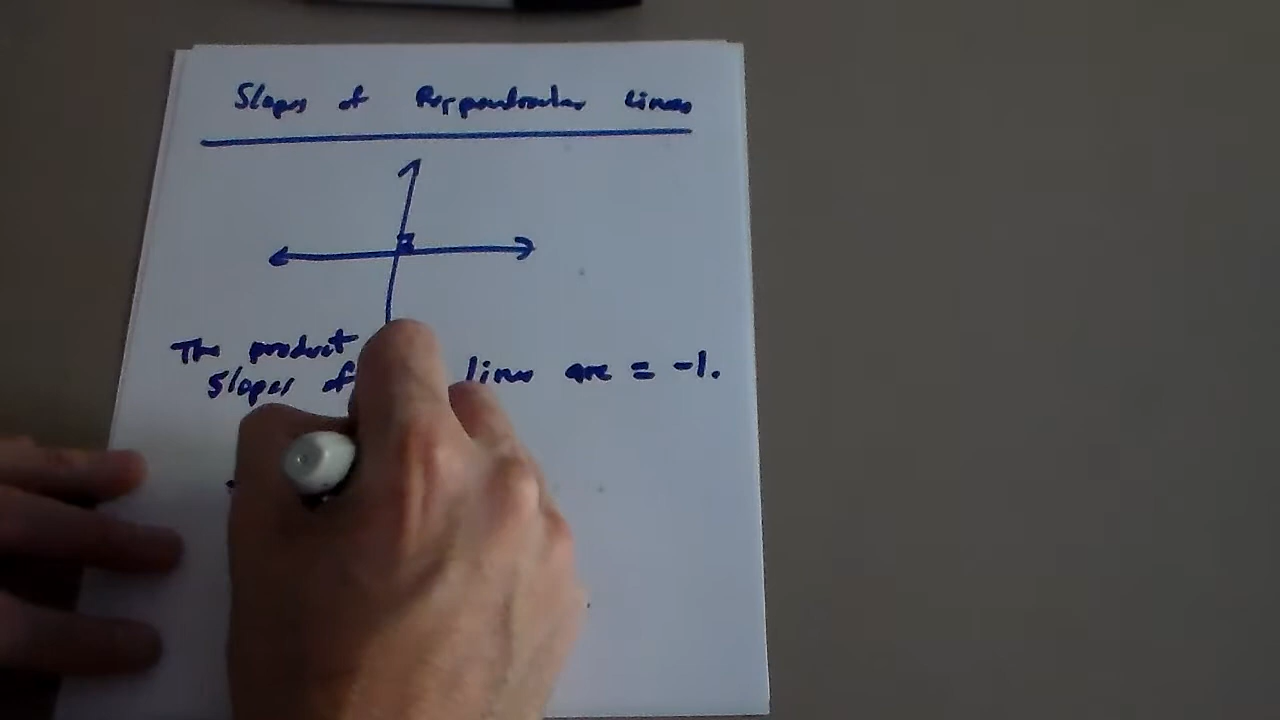 Slopes of Perpendicular Lines
The product
Slopes of lines are = -1.